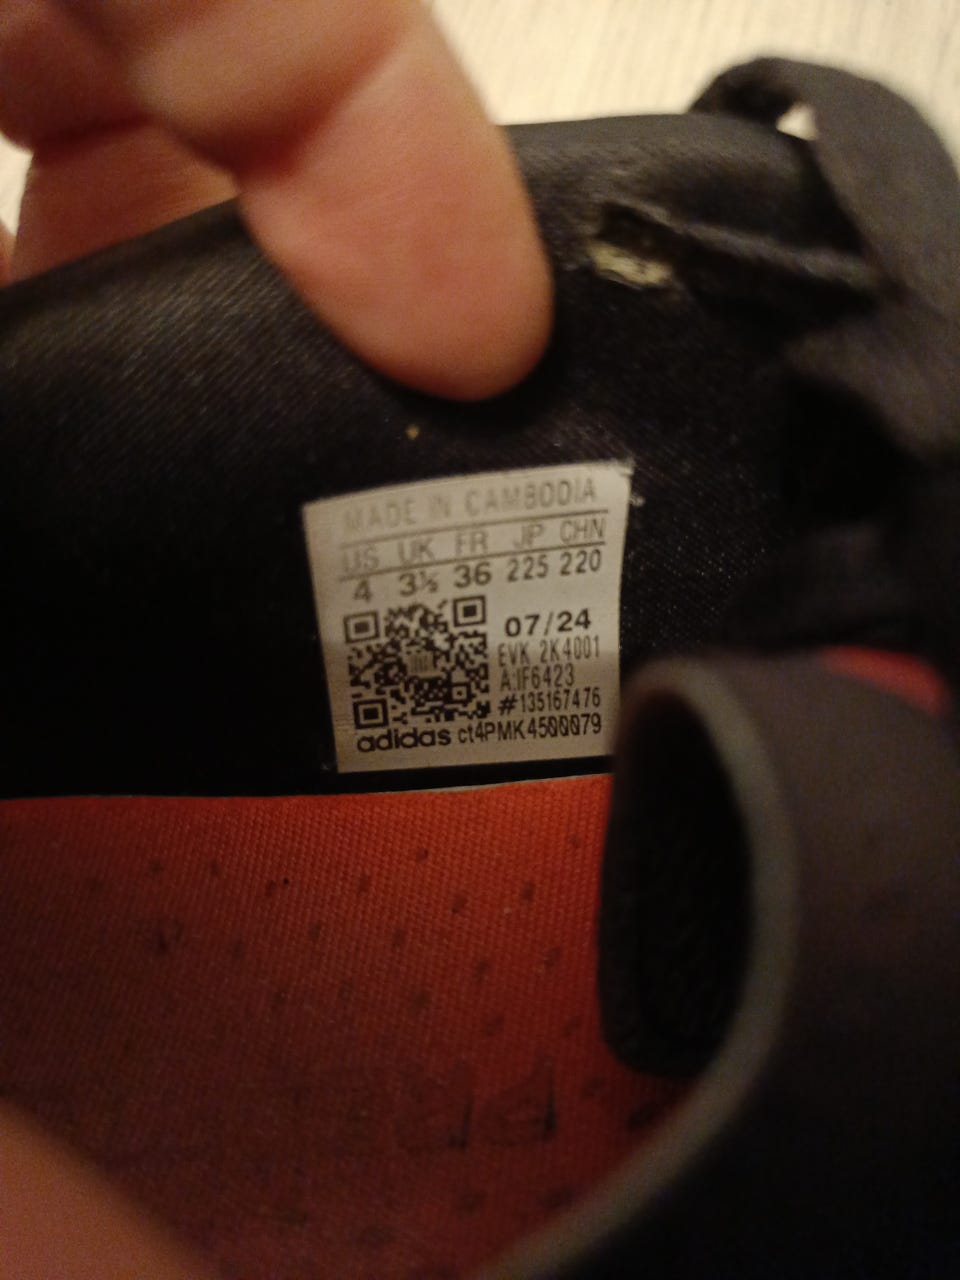 MADE IN CAMBODIA
US UK FR JP CHN
4 3½ 36 225 220
07/24
EVK 2K4001
A:IF6423
#135167476
adidas ct4PMK4500079